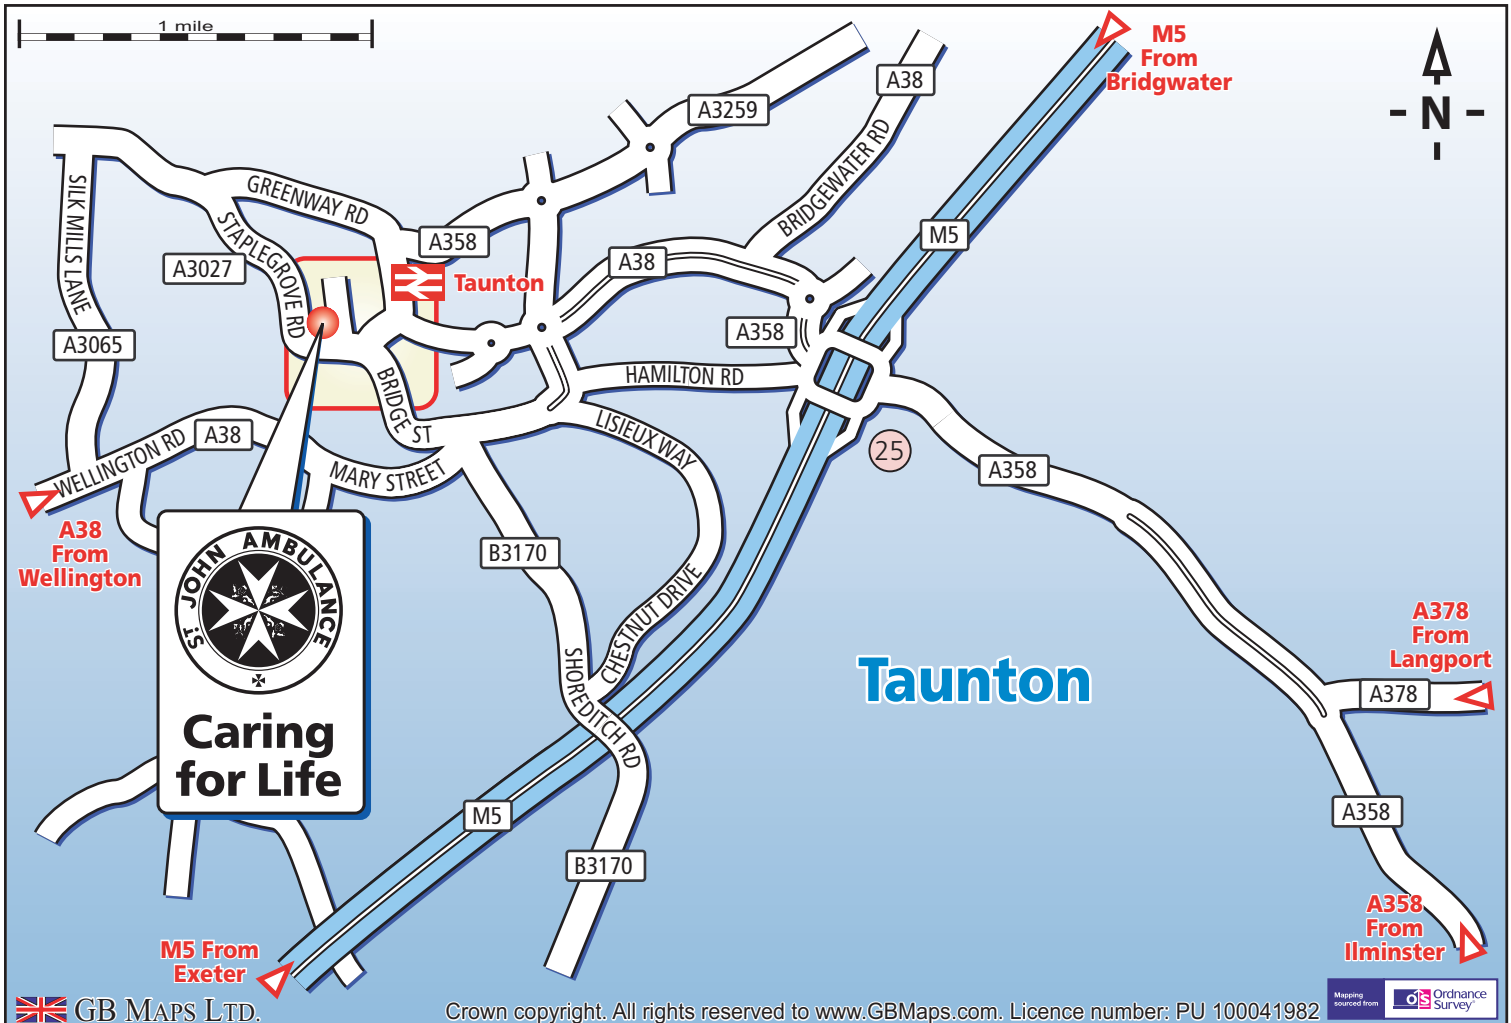 1 mile
M5
From
Bridgwater
N
A38
A3259
SILK MILLS LANE
GREENWAY RD
BRIDGEWATER RD
STAPLEGROVE RD
A358
M5
A3027
A38
Taunton
A358
A3065
HAMILTON RD
BRIDGE ST
LISIEUX WAY
WELLINGTON RD
A38
MARY STREET
25
A358
A38
From
Wellington
B3170
ST JOHN AMBULANCE
Caring
for Life
CHESTNUT DRIVE
SHOREDITCH RD
Taunton
A378
From
Langport
A378
M5
A358
B3170
A358
From
Ilminster
M5 From
Exeter
GB MAPS LTD.
Crown copyright. All rights reserved to www.GBMaps.com. Licence number: PU 100041982
Mapping
sourced from
OS
Ordnance
Survey®